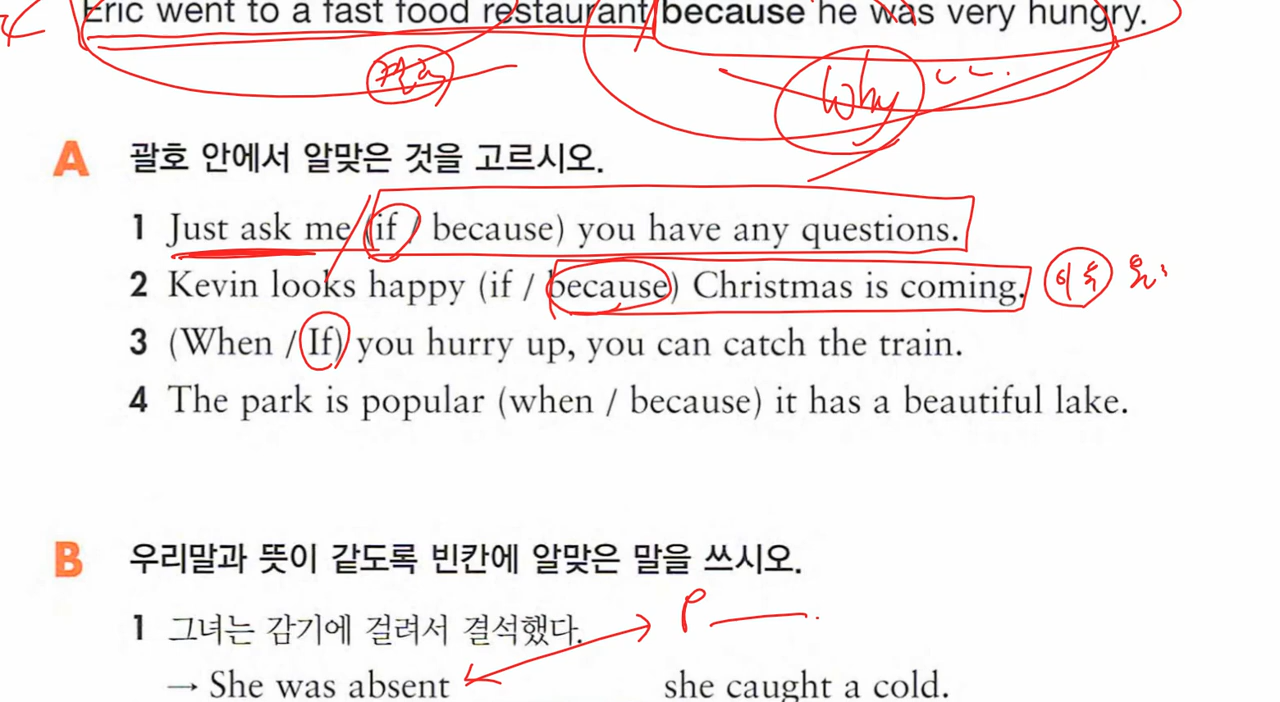 Eric went to a fast food restaurant because he was very hungry.
결과
Why
A 괄호 안에서 알맞은 것을 고르시오.
1 Just ask me (if / because) you have any questions.
2 Kevin looks happy (if / because) Christmas is coming.
3 (When / If) you hurry up, you can catch the train.
4 The park is popular (when / because) it has a beautiful lake.
B 우리말과 뜻이 같도록 빈칸에 알맞은 말을 쓰시오.
1 그녀는 감기에 걸려서 결석했다.
→ She was absent she caught a cold.